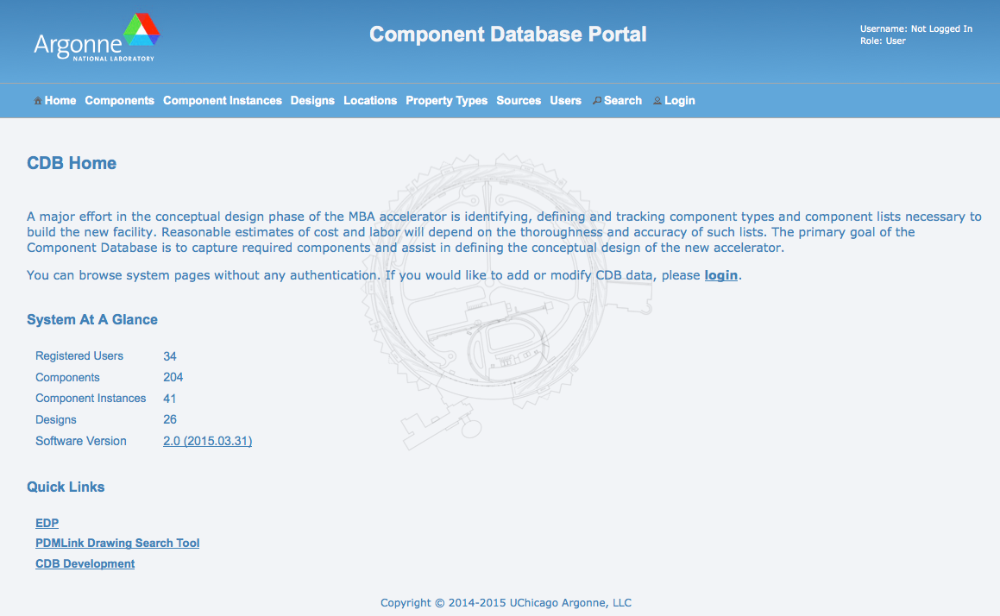 Argonne
NATIONAL LABORATORY
Component Database Portal
Username: Not Logged In
Role: User
Home Components Component Instances Designs Locations Property Types Sources Users Search Login
CDB Home
A major effort in the conceptual design phase of the MBA accelerator is identifying, defining and tracking component types and component lists necessary to
build the new facility. Reasonable estimates of cost and labor will depend on the thoroughness and accuracy of such lists. The primary goal of the
Component Database is to capture required components and assist in defining the conceptual design of the new accelerator.
You can browse system pages without any authentication. If you would like to add or modify CDB data, please login.
System At A Glance
Registered Users 34
Components 204
Component Instances 41
Designs 26
Software Version 2.0 (2015.03.31)
Quick Links
EDP
PDMLink Drawing Search Tool
CDB Development
Copyright © 2014-2015 UChicago Argonne, LLC